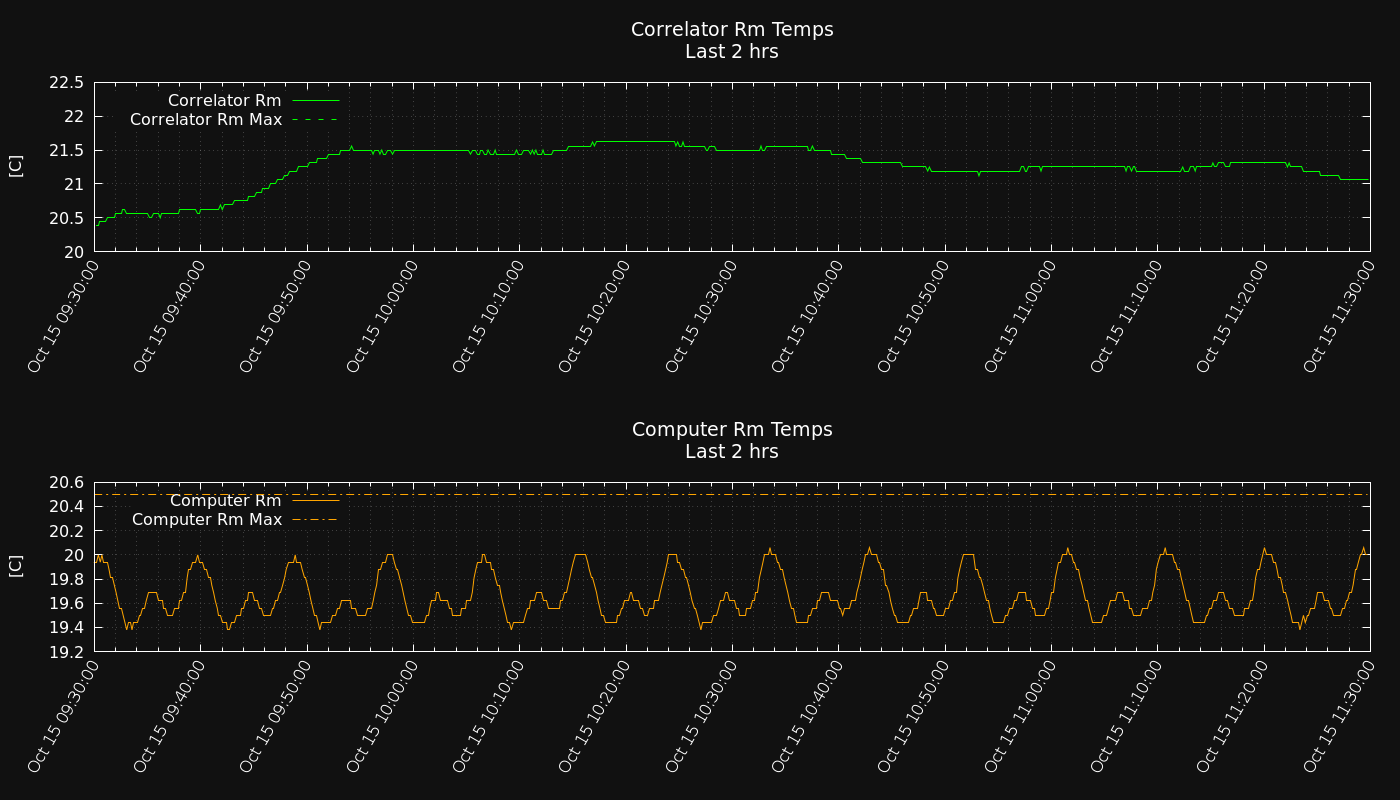 Correlator Rm Temps
Last 2 hrs
22.5
22
21.5
21
20.5
20
[C]
Correlator Rm
Correlator Rm Max
Oct 15 09:30:00
Oct 15 09:40:00
Oct 15 09:50:00
Oct 15 10:00:00
Oct 15 10:10:00
Oct 15 10:20:00
Oct 15 10:30:00
Oct 15 10:40:00
Oct 15 10:50:00
Oct 15 11:00:00
Oct 15 11:10:00
Oct 15 11:20:00
Oct 15 11:30:00
Computer Rm Temps
Last 2 hrs
20.6
20.4
20.2
20
19.8
19.6
19.4
19.2
[C]
Computer Rm
Computer Rm Max
Oct 15 09:30:00
Oct 15 09:40:00
Oct 15 09:50:00
Oct 15 10:00:00
Oct 15 10:10:00
Oct 15 10:20:00
Oct 15 10:30:00
Oct 15 10:40:00
Oct 15 10:50:00
Oct 15 11:00:00
Oct 15 11:10:00
Oct 15 11:20:00
Oct 15 11:30:00